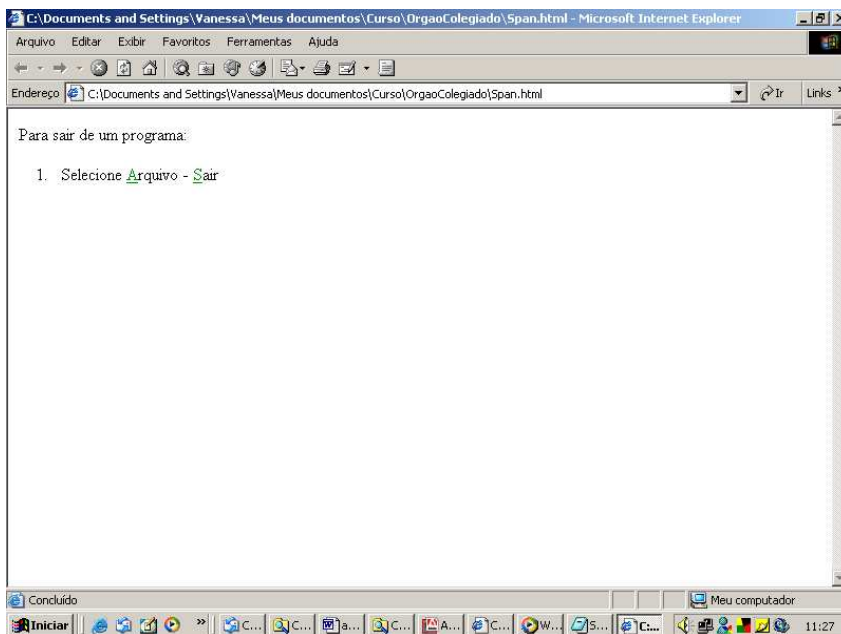 C:\Documents and Settings\Vanessa\Meus documentos\Curso\OrgaoColegiado\Span.html - Microsoft Internet Explorer
Arquivo Editar Exibir Favoritos Ferramentas Ajuda
Endereço C:\Documents and Settings\Vanessa\Meus documentos\Curso\OrgaoColegiado\Span.html Ir Links »
Para sair de um programa:
1. Selecione Arquivo - Sair
Concluído Meu computador
Iniciar » C... C... a... C... A... C... W... S... C:... 11:27